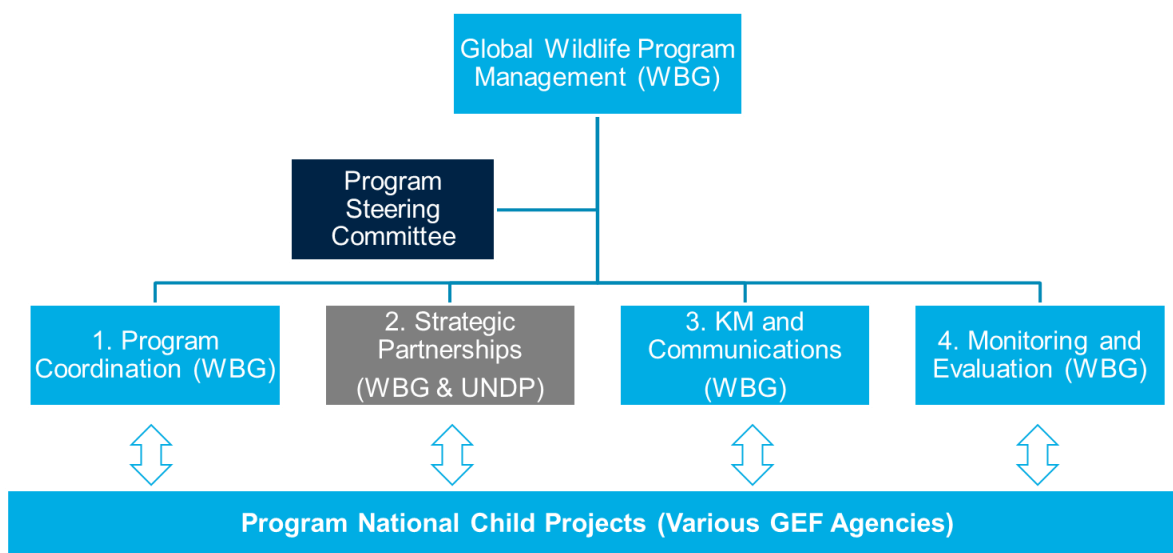 Global Wildlife Program
Management (WBG)
Program
Steering
Committee
1. Program
Coordination (WBG)
2. Strategic
Partnerships
(WBG & UNDP)
3. KM and
Communications
(WBG)
4. Monitoring and
Evaluation (WBG)
Program National Child Projects (Various GEF Agencies)